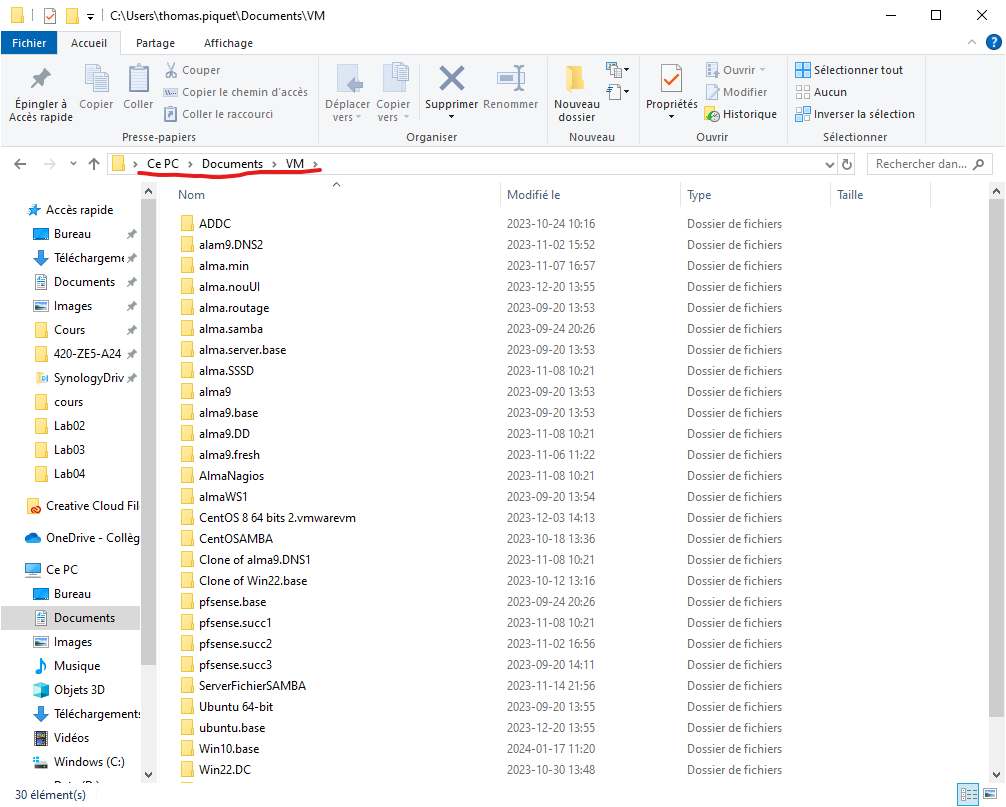 C:\Users\thomas.piquet\Documents\VM
Fichier Accueil Partage Affichage
Épingler à Accès rapide
Copier
Coller
Couper
Copier le chemin d'accès
Coller le raccourci
Presse-papiers
Déplacer vers
Copier vers
Supprimer
Renommer
Organiser
Nouveau dossier
Nouveau
Propriétés
Ouvrir
Modifier
Historique
Ouvrir
Sélectionner tout
Aucun
Inverser la sélection
Sélectionner
Ce PC > Documents > VM >
Rechercher dan...
Accès rapide
Bureau
Téléchargeme
Documents
Images
Cours
420-ZE5-A24
SynologyDriv
cours
Lab02
Lab03
Lab04
Creative Cloud Fil
OneDrive - Collèg
Ce PC
Bureau
Documents
Images
Musique
Objets 3D
Téléchargements
Vidéos
Windows (C:)
Nom Modifié le Type Taille
ADDC 2023-10-24 10:16 Dossier de fichiers
alam9.DNS2 2023-11-02 15:52 Dossier de fichiers
alma.min 2023-11-07 16:57 Dossier de fichiers
alma.nouUI 2023-12-20 13:55 Dossier de fichiers
alma.routage 2023-09-20 13:53 Dossier de fichiers
alma.samba 2023-09-24 20:26 Dossier de fichiers
alma.server.base 2023-09-20 13:53 Dossier de fichiers
alma.SSSD 2023-11-08 10:21 Dossier de fichiers
alma9 2023-09-20 13:53 Dossier de fichiers
alma9.base 2023-09-20 13:53 Dossier de fichiers
alma9.DD 2023-11-08 10:21 Dossier de fichiers
alma9.fresh 2023-11-06 11:22 Dossier de fichiers
AlmaNagios 2023-11-08 10:21 Dossier de fichiers
almaWS1 2023-09-20 13:54 Dossier de fichiers
CentOS 8 64 bits 2.vmwarevm 2023-12-03 14:13 Dossier de fichiers
CentOSAMBA 2023-10-18 13:36 Dossier de fichiers
Clone of alma9.DNS1 2023-11-08 10:21 Dossier de fichiers
Clone of Win22.base 2023-10-12 13:16 Dossier de fichiers
pfsense.base 2023-09-24 20:26 Dossier de fichiers
pfsense.succ1 2023-11-08 10:21 Dossier de fichiers
pfsense.succ2 2023-11-02 16:56 Dossier de fichiers
pfsense.succ3 2023-09-20 14:11 Dossier de fichiers
ServerFichierSAMBA 2023-11-14 21:56 Dossier de fichiers
Ubuntu 64-bit 2023-09-20 13:55 Dossier de fichiers
ubuntu.base 2023-12-20 13:55 Dossier de fichiers
Win10.base 2024-01-17 11:20 Dossier de fichiers
Win22.DC 2023-10-30 13:48 Dossier de fichiers
30 élément(s)